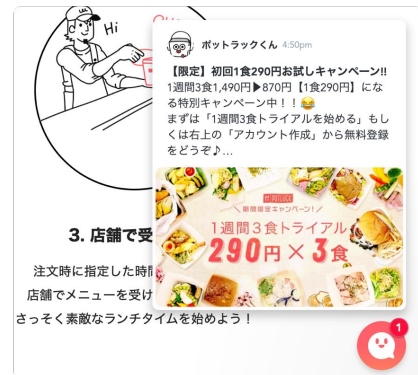 Hi
ポットラックくん 4:50pm
【限定】初回1食290円お試しキャンペーン!!
1週間3食1,490円▶870円【1食290円】にな
る特別キャンペーン中！！😂
まずは「1週間3食トライアルを始める」もし
くは右上の「アカウント作成」から無料登録
をどうぞ♪…
POTLUCK
期間限定キャンペーン！
1週間３食トライアル
290円×3食
3. 店舗で受
注文時に指定した時間
店舗でメニューを受け
さっそく素敵なランチタイムを始めよう！
1